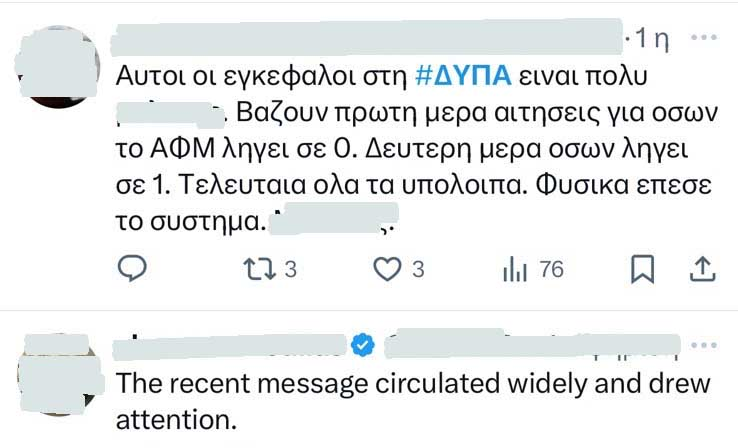 · 1 η
Αυτοι οι εγκεφαλοι στη #ΔΥΠΑ ειναι πολυ
. Βαζουν πρωτη μερα αιτησεις για οσων
το ΑΦΜ ληγει σε 0. Δευτερη μερα οσων ληγει
σε 1. Τελευταια ολα τα υπολοιπα. Φυσικα επεσε
το συστημα.
3 3 76
The recent message circulated widely and drew
attention.